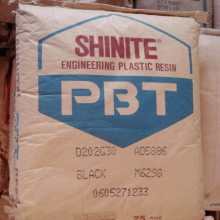 SHINITE
ENGINEERING PLASTIC RESIN
PBT
D202G30 AD5886
BLACK M6298
0605271233